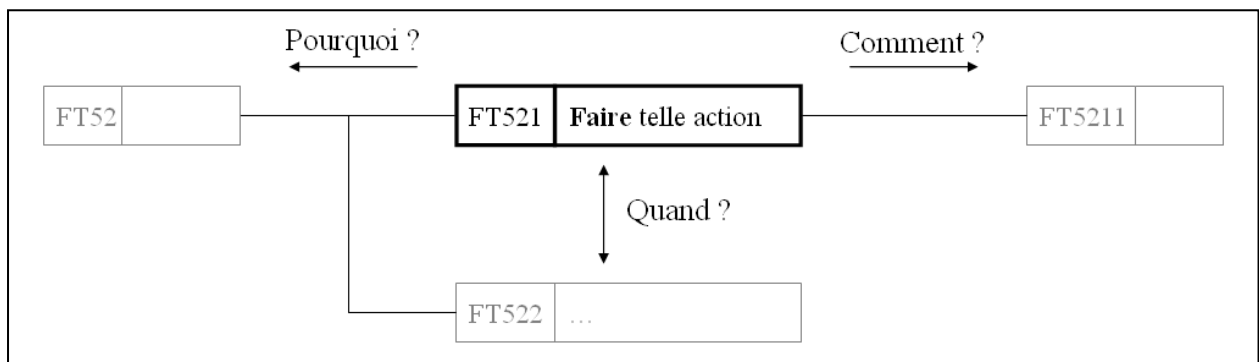 Pourquoi ?
Comment ?
FT52
FT521 Faire telle action
FT5211
Quand ?
FT522 ...